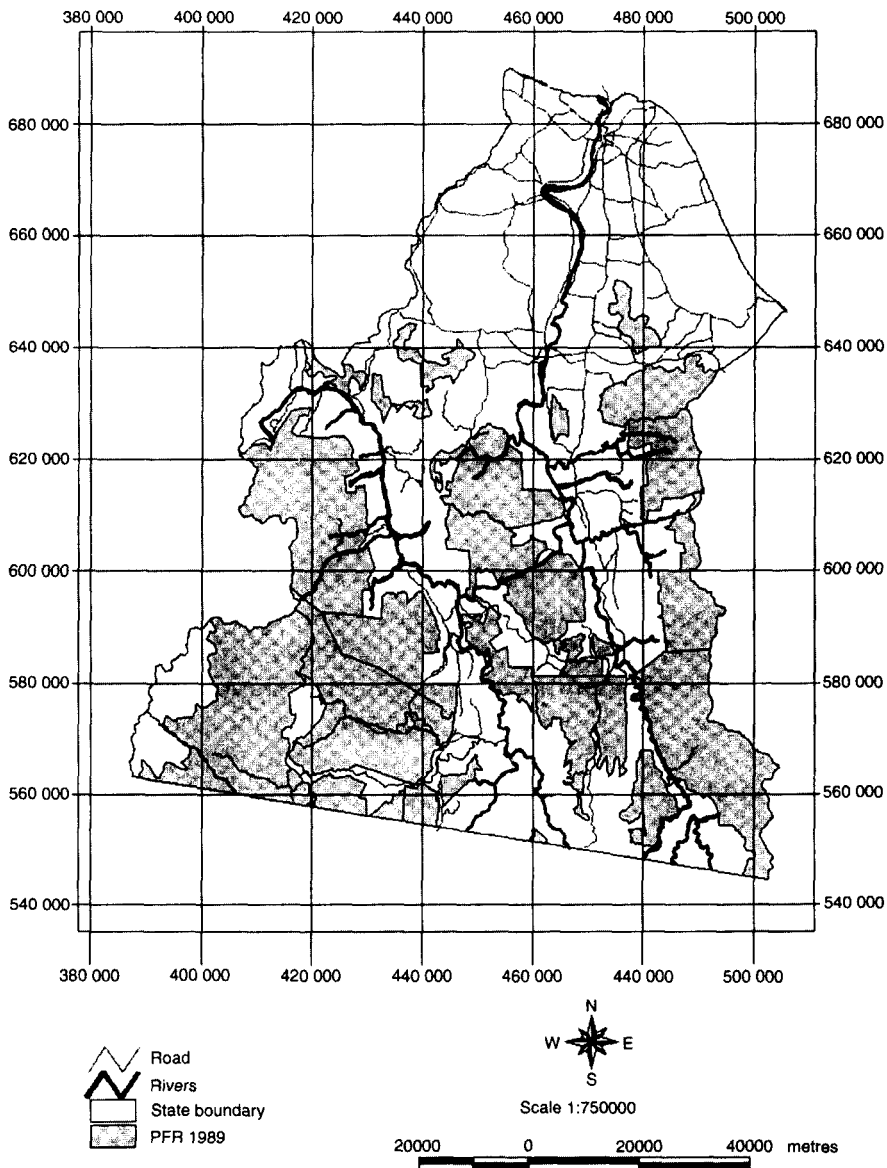 380 000 400 000 420 000 440 000 460 000 480 000 500 000
680 000 680 000
660 000 660 000
640 000 640 000
620 000 620 000
600 000 600 000
580 000 580 000
560 000 560 000
540 000 540 000
380 000 400 000 420 000 440 000 460 000 440 000 500 000
N
W E
S
Road
Rivers
State boundary
PFR 1989
Scale 1:750000
20000 0 20000 40000 metres